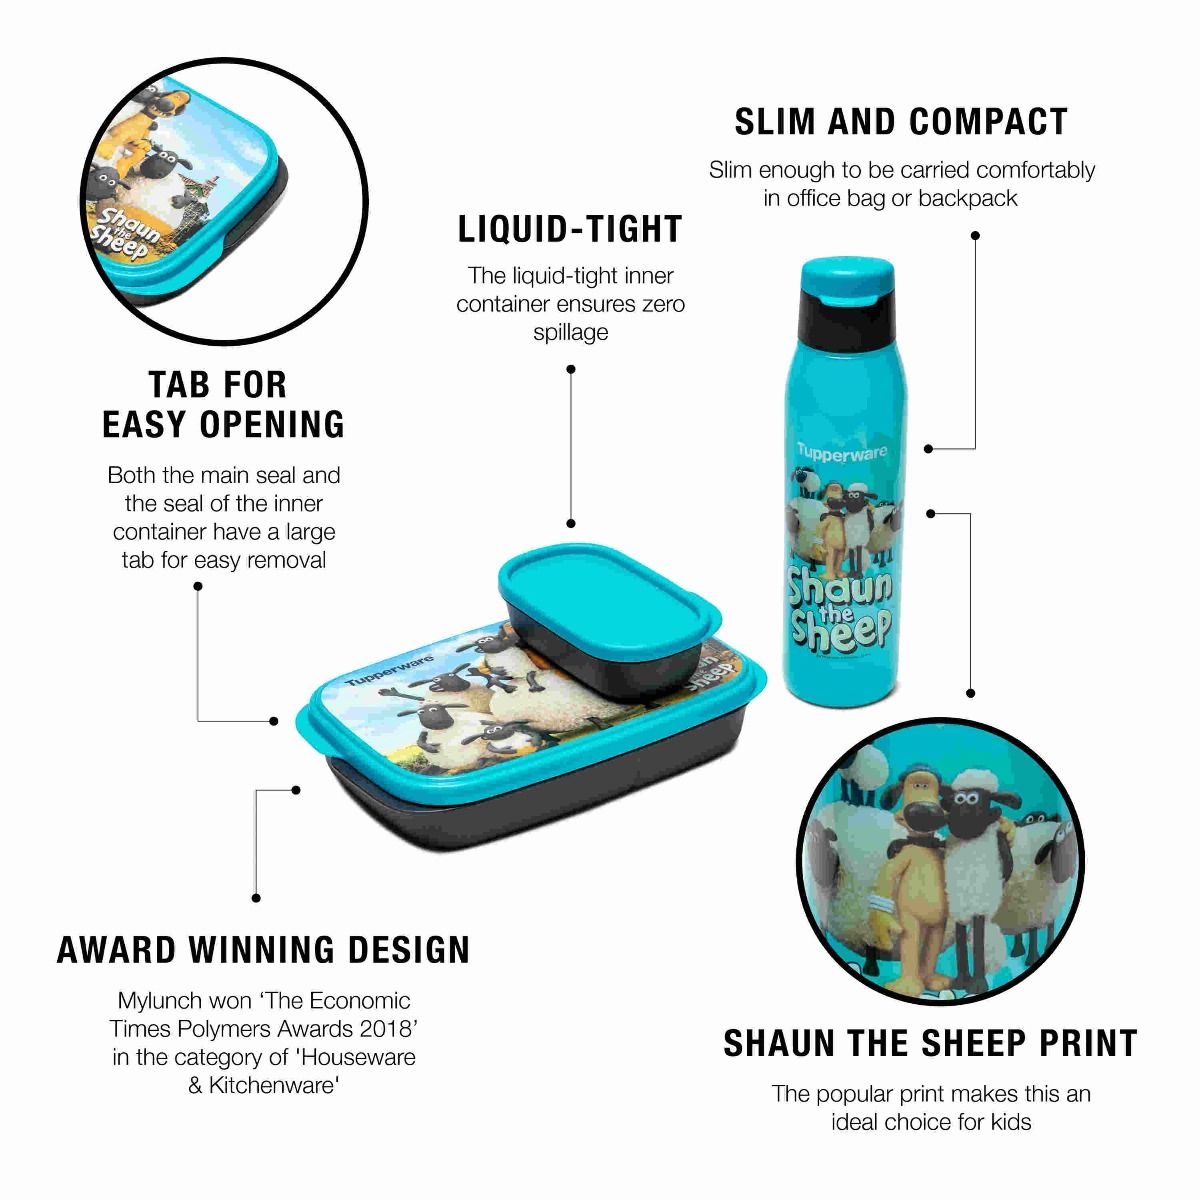 Shaun
the
Sheep
TAB FOR
EASY OPENING
Both the main seal and
the seal of the inner
container have a large
tab for easy removal
LIQUID-TIGHT
The liquid-tight inner
container ensures zero
spillage
SLIM AND COMPACT
Slim enough to be carried comfortably
in office bag or backpack
Tupperware
Shaun
the
Sheep
Tupperware
Sheep
AWARD WINNING DESIGN
Mylunch won ‘The Economic
Times Polymers Awards 2018’
in the category of 'Houseware
& Kitchenware'
SHAUN THE SHEEP PRINT
The popular print makes this an
ideal choice for kids